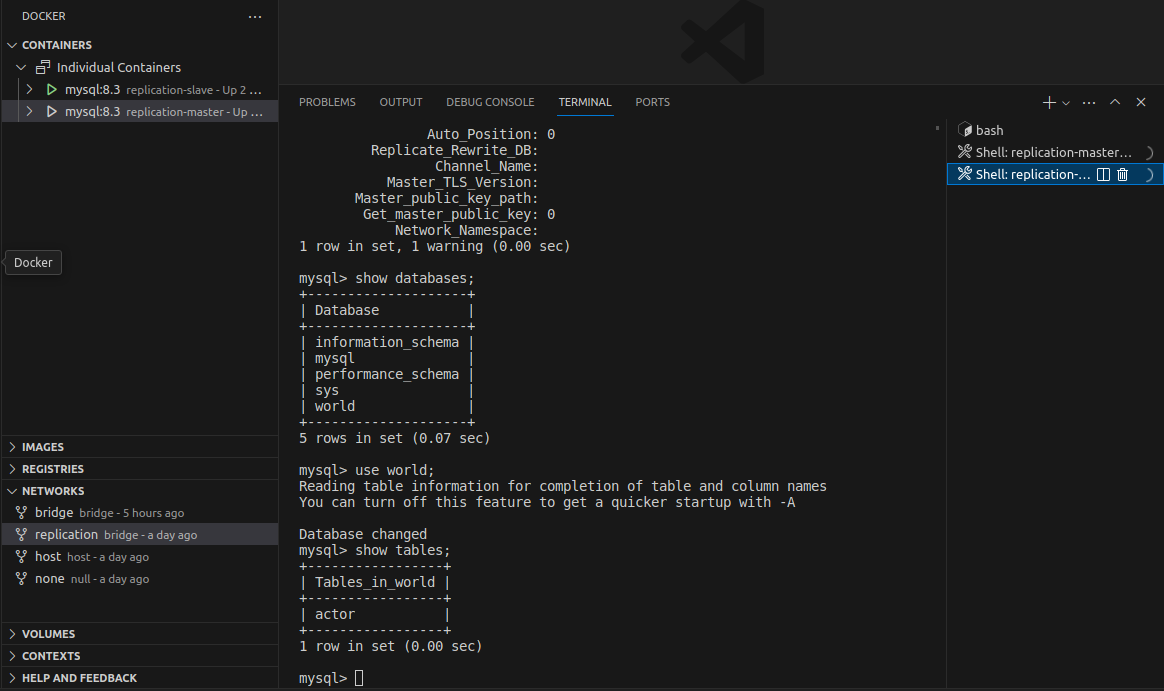 DOCKER
CONTAINERS
Individual Containers
mysql:8.3 replication-slave - Up 2 ...
mysql:8.3 replication-master - Up ...
Docker
IMAGES
REGISTRIES
NETWORKS
bridge bridge - 5 hours ago
replication bridge - a day ago
host host - a day ago
none null - a day ago
VOLUMES
CONTEXTS
HELP AND FEEDBACK
PROBLEMS OUTPUT DEBUG CONSOLE TERMINAL PORTS
Auto_Position: 0
Replicate_Rewrite_DB:
Channel_Name:
Master_TLS_Version:
Master_public_key_path:
Get_master_public_key: 0
Network_Namespace:
1 row in set, 1 warning (0.00 sec)
mysql> show databases;
+--------------------+
| Database           |
+--------------------+
| information_schema |
| mysql              |
| performance_schema |
| sys                |
| world              |
+--------------------+
5 rows in set (0.07 sec)
mysql> use world;
Reading table information for completion of table and column names
You can turn off this feature to get a quicker startup with -A
Database changed
mysql> show tables;
+-----------------+
| Tables_in_world |
+-----------------+
| actor           |
+-----------------+
1 row in set (0.00 sec)
mysql>
bash
Shell: replication-master...
Shell: replication-...